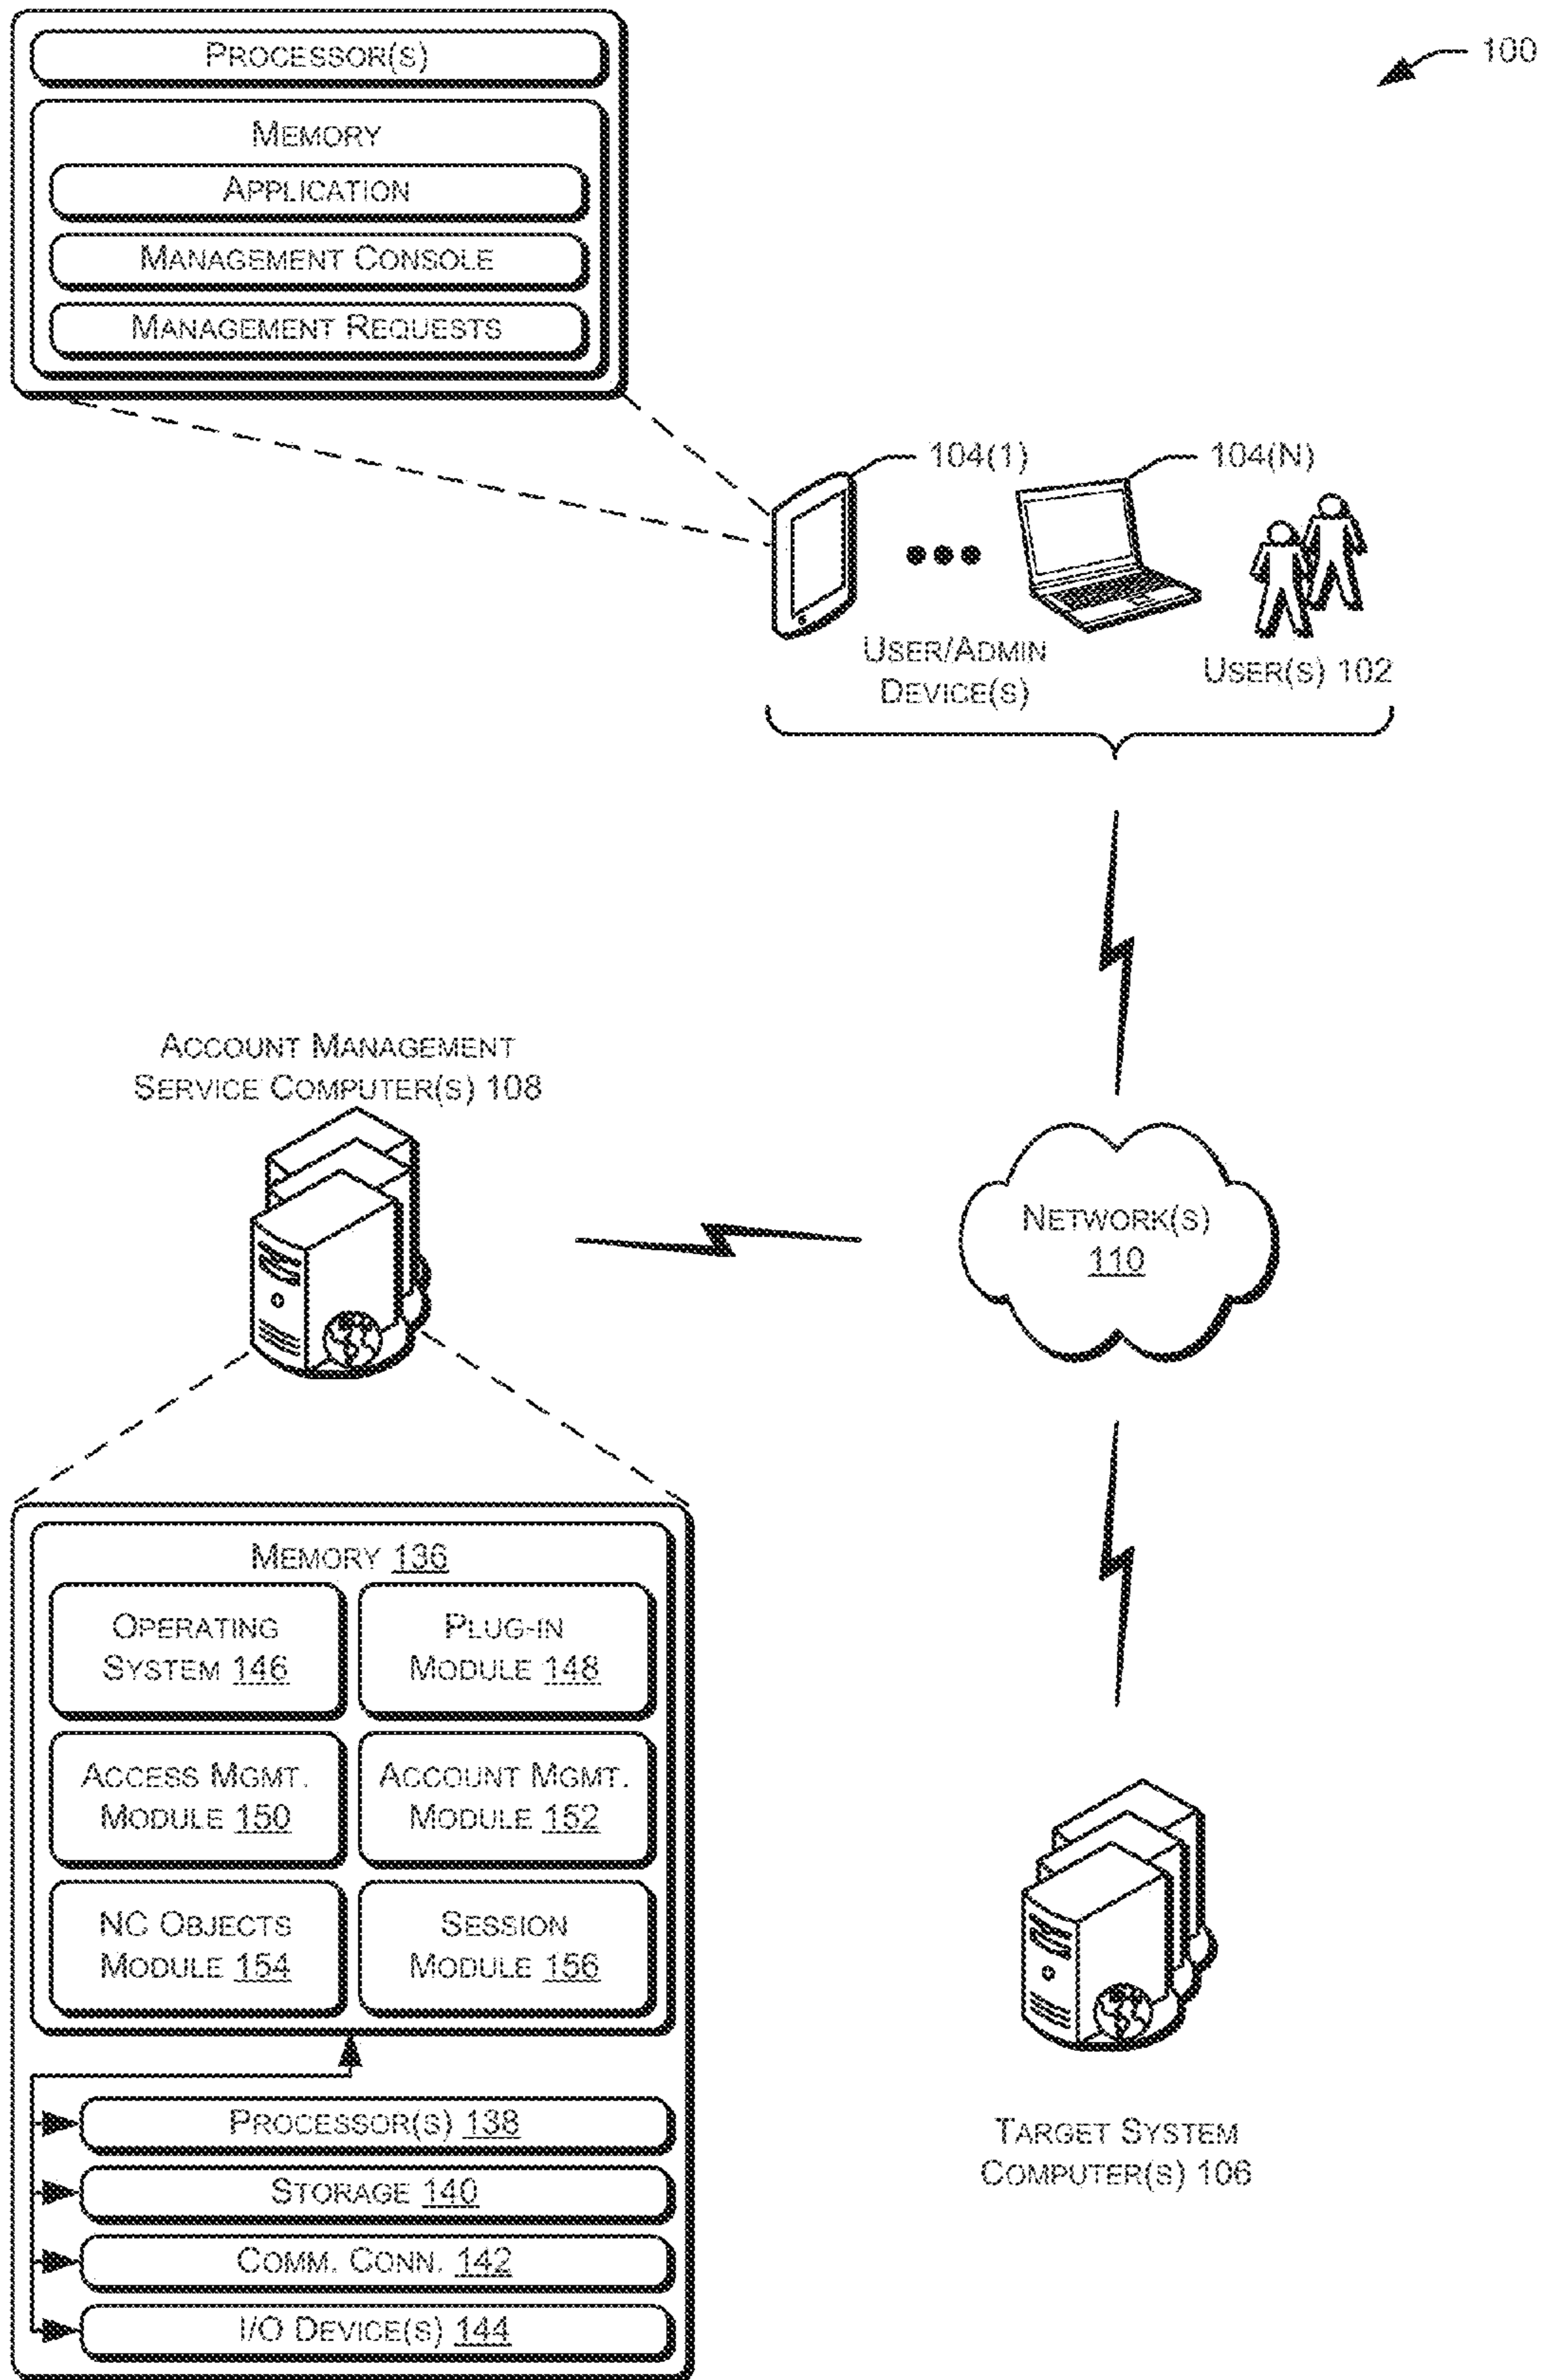 PROCESSOR(S)
100
MEMORY
APPLICATION
MANAGEMENT CONSOLE
MANAGEMENT REQUESTS
104(1)
104(N)
USER/ADMIN
DEVICE(S)
USER(S) 102
ACCOUNT MANAGEMENT
SERVICE COMPUTER(S) 108
NETWORK(S)
110
MEMORY 136
OPERATING
SYSTEM 146
PLUG-IN
MODULE 148
ACCESS MGMT.
MODULE 150
ACCOUNT MGMT.
MODULE 152
NC OBJECTS
MODULE 154
SESSION
MODULE 156
PROCESSOR(S) 138
STORAGE 140
COMM. CONN. 142
I/O DEVICE(S) 144
TARGET SYSTEM
COMPUTER(S) 106